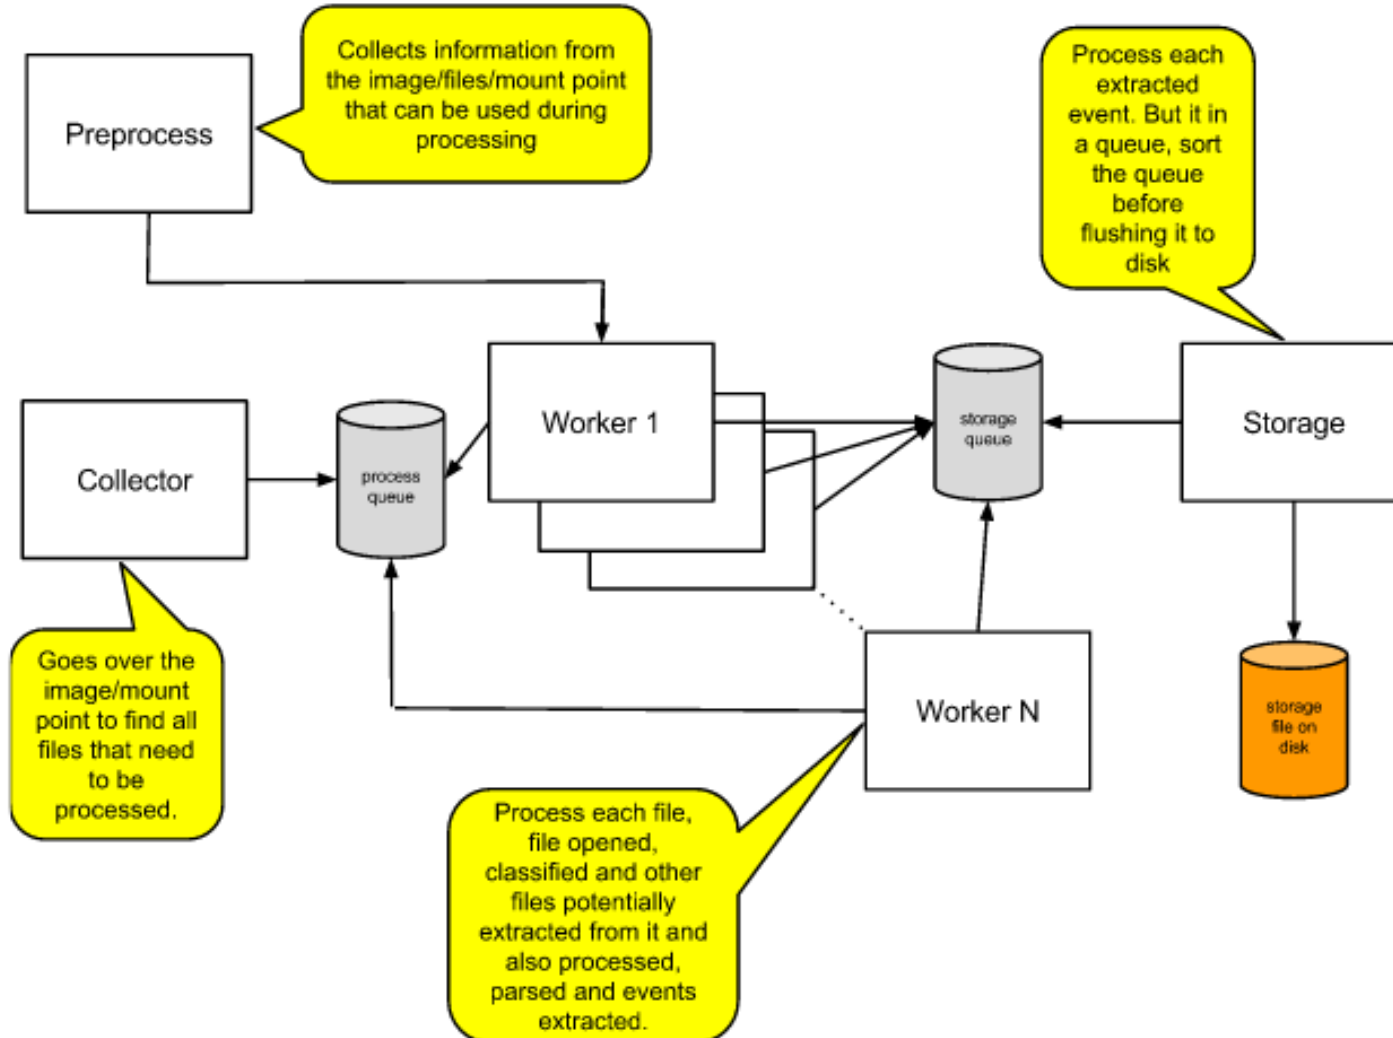 Collects information from
the image/files/mount point
that can be used during
processing
Process each
extracted
event. But it in
a queue, sort
the queue
before
flushing it to
disk
Preprocess
Worker 1
storage
queue
Storage
Collector
process
queue
Goes over the
image/mount
point to find all
files that need
to be
processed.
Worker N
storage
file on
disk
Process each file,
file opened,
classified and other
files potentially
extracted from it and
also processed,
parsed and events
extracted.